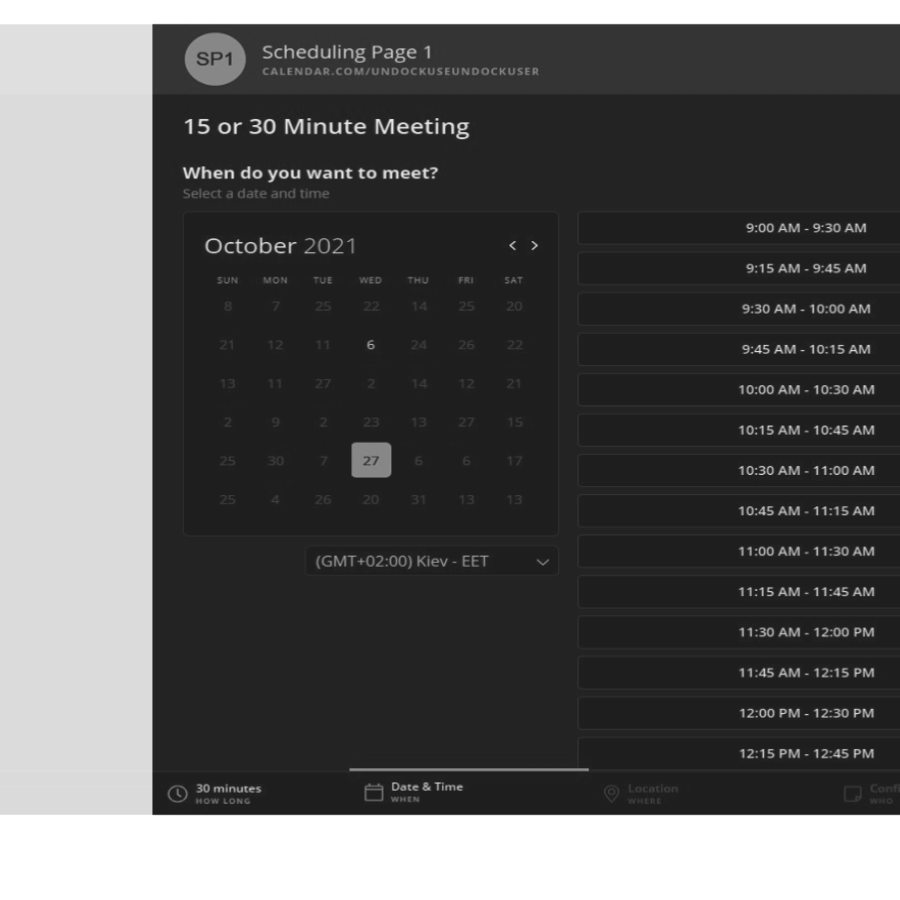 SP1
Scheduling Page 1
CALENDAR.COM/UNDOCKUSEUNDOCKUSER
15 or 30 Minute Meeting
When do you want to meet?
Select a date and time
October 2021 < >
SUN MON TUE WED THU FRI SAT
8 7 25 22 14 25 20
21 12 11 6 24 26 22
13 11 27 2 14 12 21
2 9 2 23 13 27 15
25 30 7 27 6 6 17
25 4 26 20 31 13 13
(GMT+02:00) Kiev - EET
9:00 AM - 9:30 AM
9:15 AM - 9:45 AM
9:30 AM - 10:00 AM
9:45 AM - 10:15 AM
10:00 AM - 10:30 AM
10:15 AM - 10:45 AM
10:30 AM - 11:00 AM
10:45 AM - 11:15 AM
11:00 AM - 11:30 AM
11:15 AM - 11:45 AM
11:30 AM - 12:00 PM
11:45 AM - 12:15 PM
12:00 PM - 12:30 PM
12:15 PM - 12:45 PM
30 minutes
HOW LONG
Date & Time
WHEN
Location
WHERE
Confi
WHO